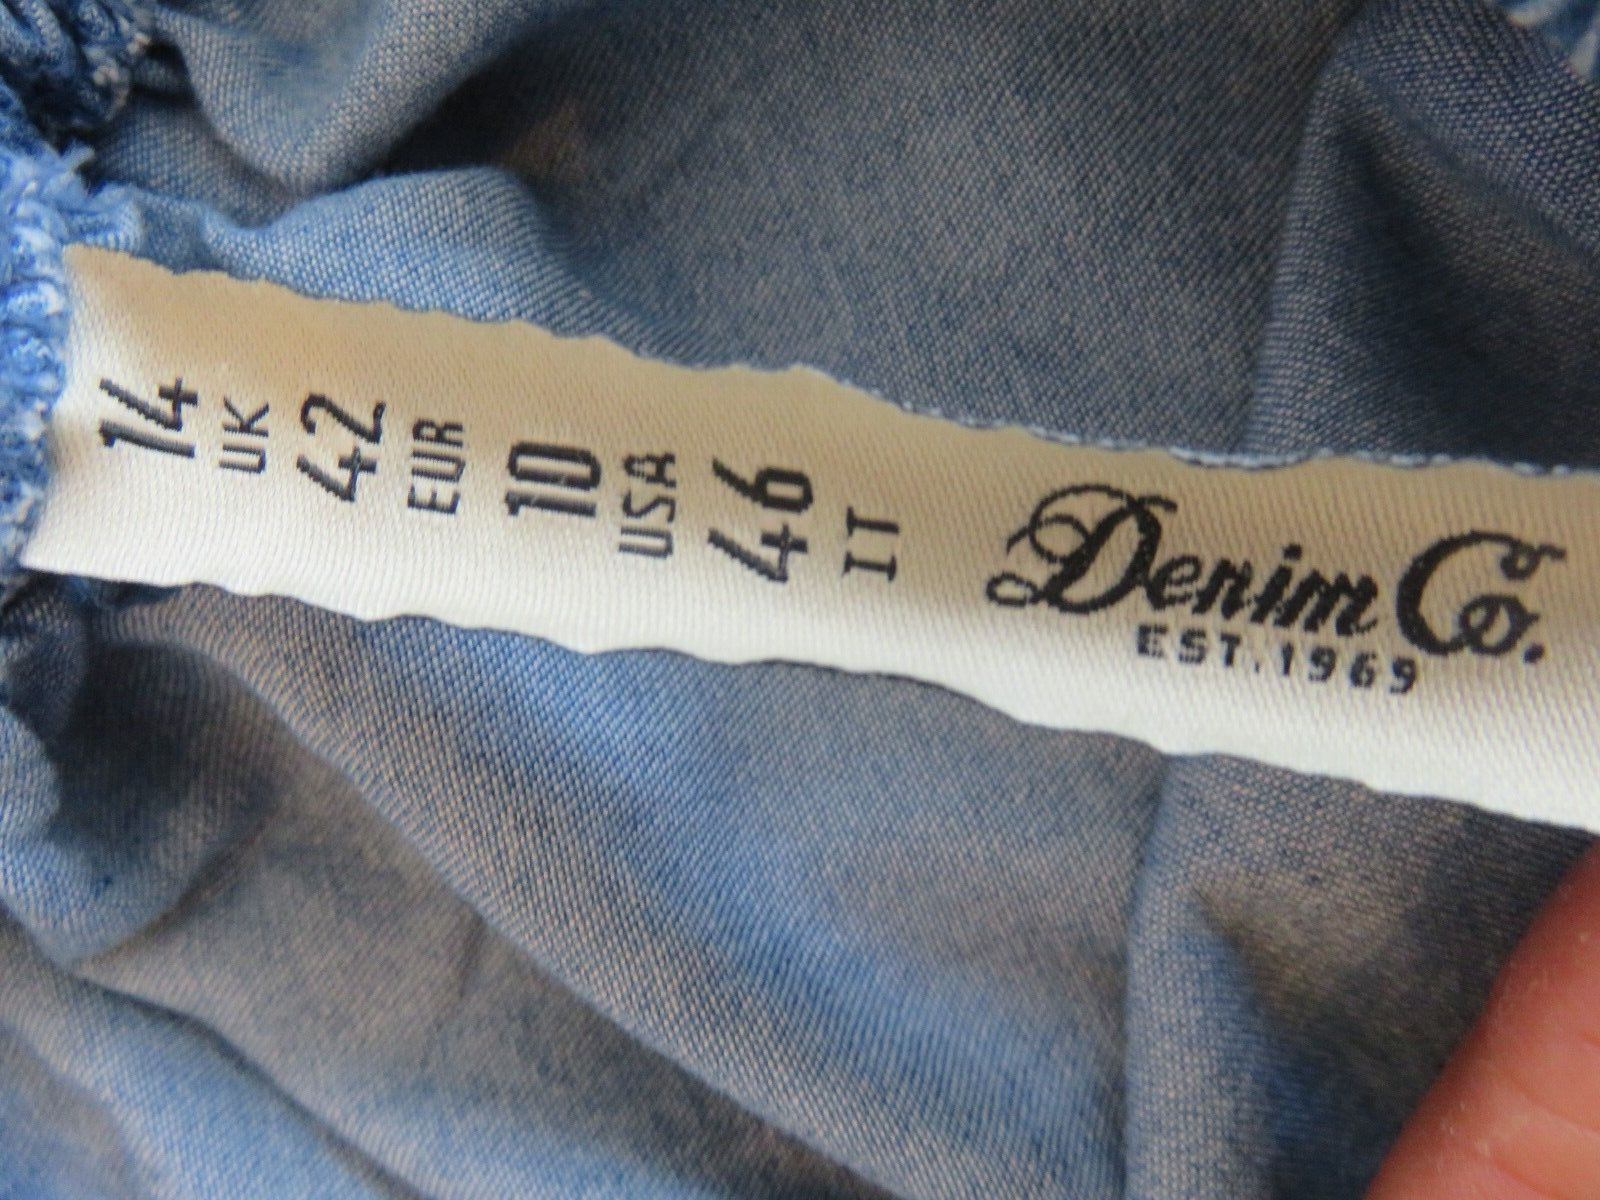 14
UK
42
EUR
10
USA
46
IT
Denim Co.
EST. 1969